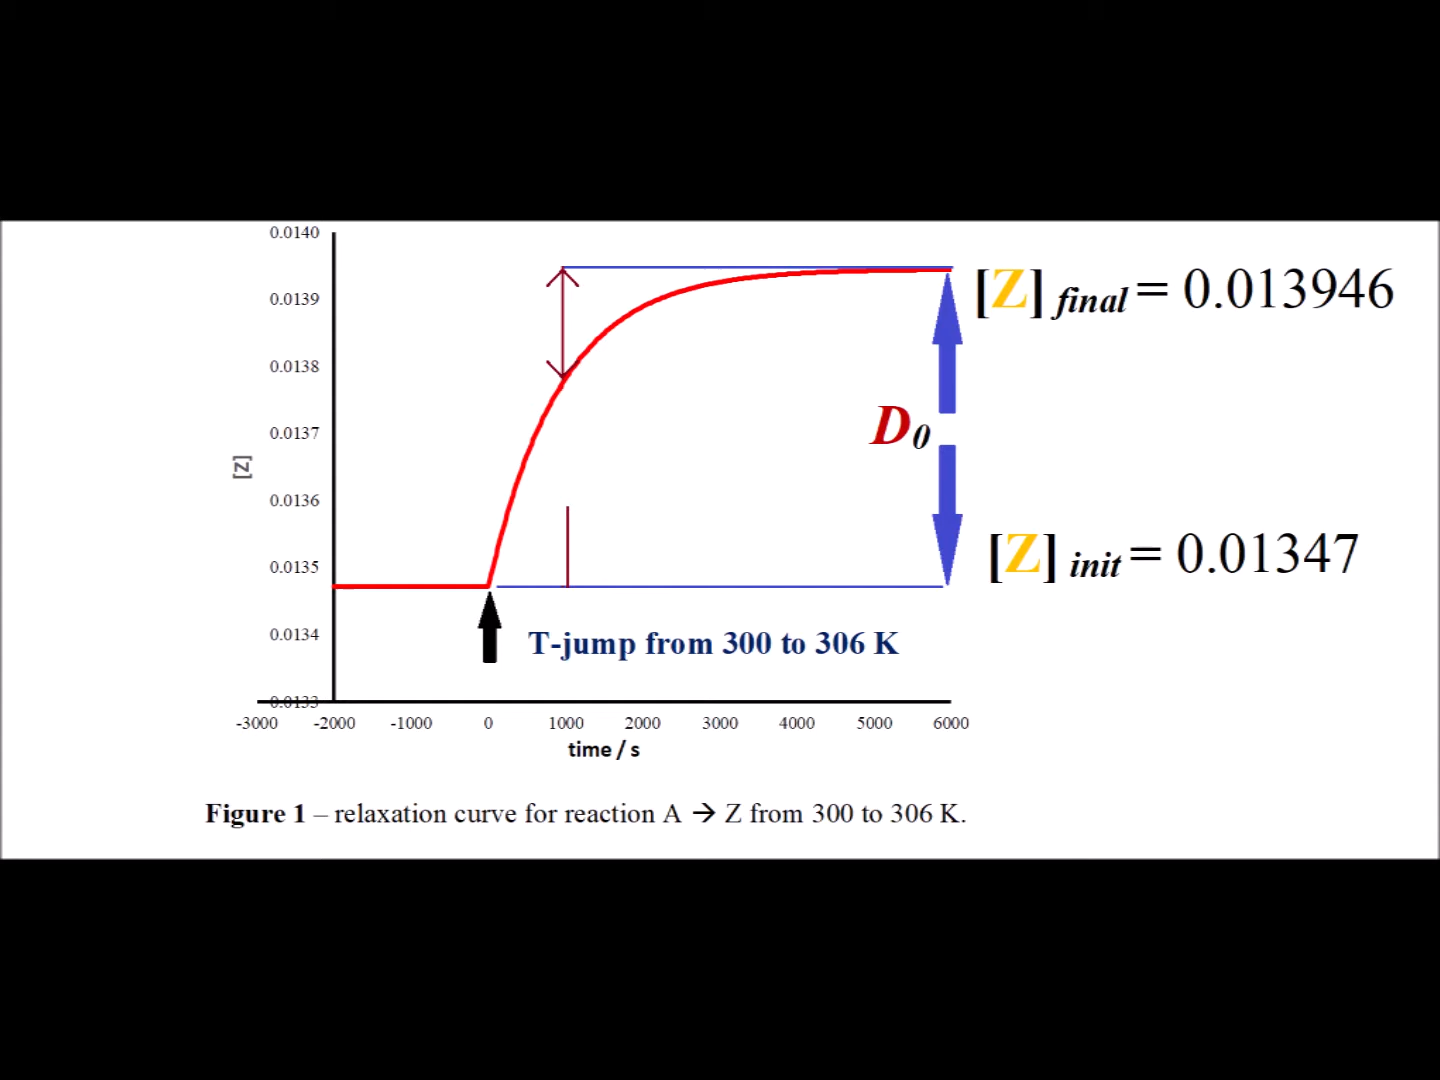 0.0140
0.0139
0.0138
0.0137
0.0136
0.0135
0.0134
0.0133
[Z]
-3000 -2000 -1000 0 1000 2000 3000 4000 5000 6000
time / s
[Z] final = 0.013946
D0
[Z] init = 0.01347
T-jump from 300 to 306 K
Figure 1 – relaxation curve for reaction A → Z from 300 to 306 K.